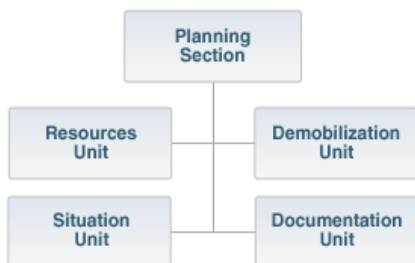 Planning
Section
Resources
Unit
Demobilization
Unit
Situation
Unit
Documentation
Unit